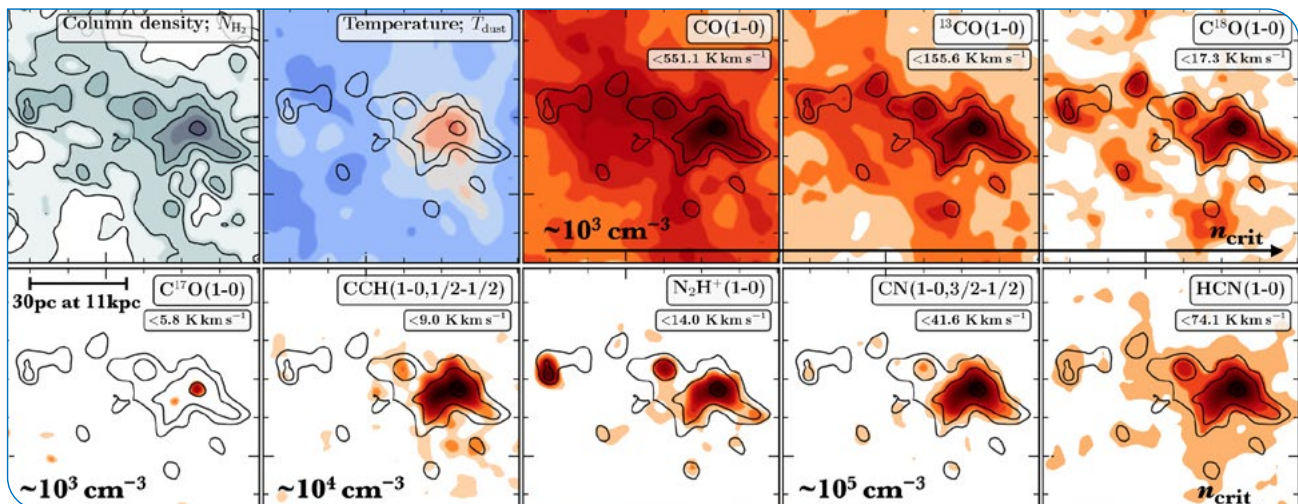 Column density; N_H₂
Temperature; T_dust
CO(1-0)
<551.1 K km s⁻¹
¹³CO(1-0)
<155.6 K km s⁻¹
C¹⁸O(1-0)
<17.3 K km s⁻¹
~10³ cm⁻³
n_crit
30pc at 11kpc
C¹⁷O(1-0)
<5.8 K km s⁻¹
CCH(1-0,1/2-1/2)
<9.0 K km s⁻¹
N₂H⁺(1-0)
<14.0 K km s⁻¹
CN(1-0,3/2-1/2)
<41.6 K km s⁻¹
HCN(1-0)
<74.1 K km s⁻¹
~10³ cm⁻³
~10⁴ cm⁻³
~10⁵ cm⁻³
n_crit